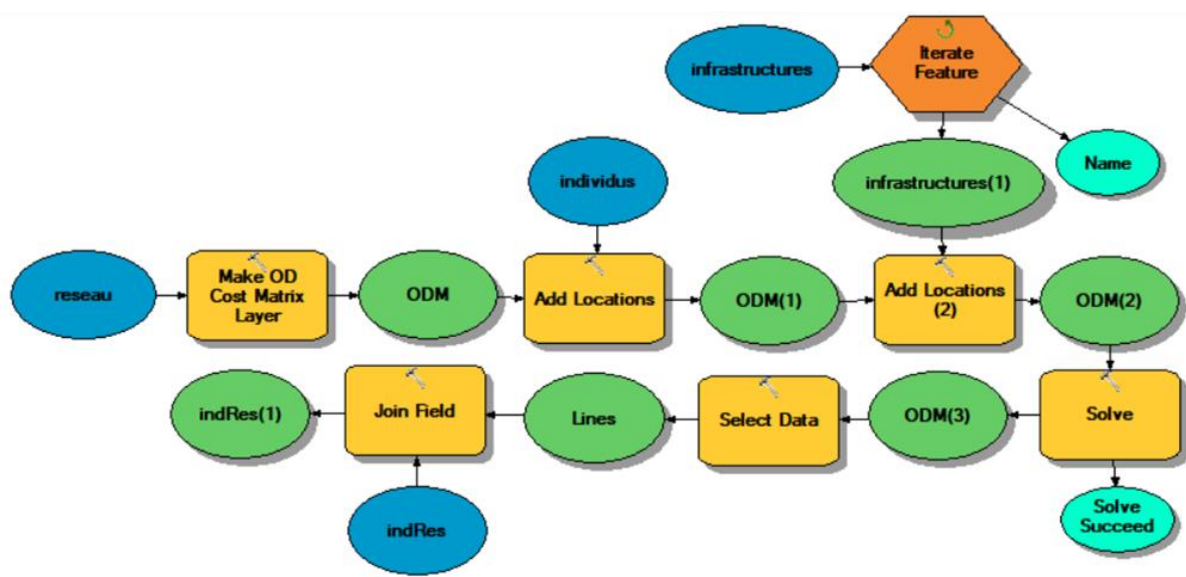 infrastructures
Iterate
Feature
Name
infrastructures(1)
individus
reseau
Make OD
Cost Matrix
Layer
ODM
Add Locations
ODM(1)
Add Locations
(2)
ODM(2)
indRes(1)
Join Field
Lines
Select Data
ODM(3)
Solve
indRes
Solve
Succeed